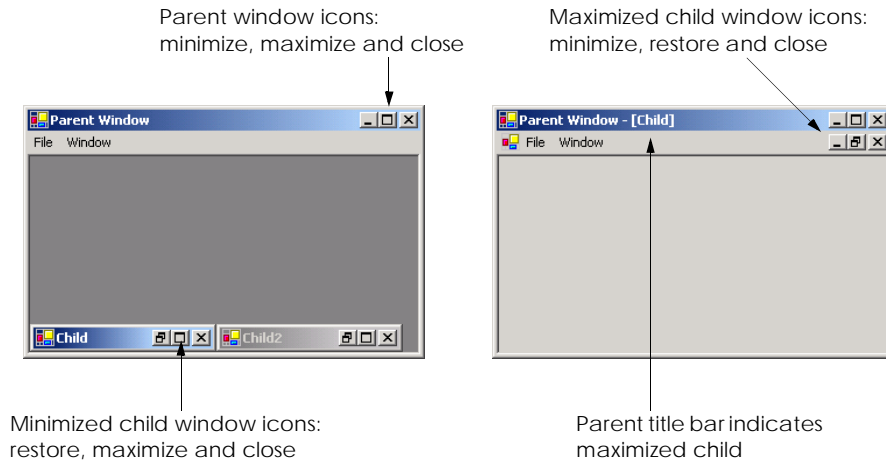 Parent window icons:
minimize, maximize and close
Maximized child window icons:
minimize, restore and close
Parent Window
File Window
Child
Child2
Parent Window - [Child]
File Window
Minimized child window icons:
restore, maximize and close
Parent title bar indicates
maximized child